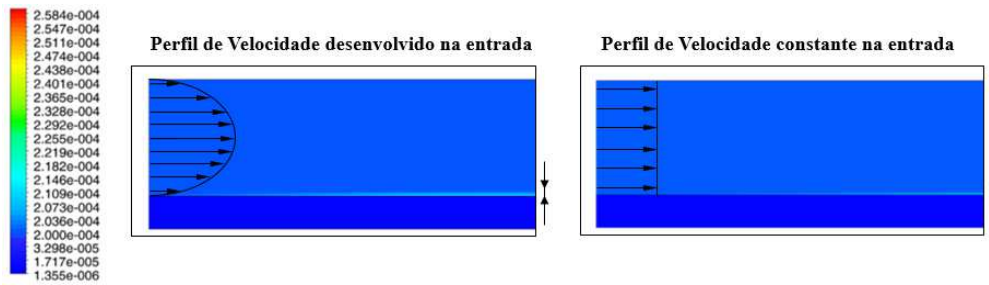 2.584e-004
2.547e-004
2.511e-004
2.474e-004
2.438e-004
2.401e-004
2.365e-004
2.328e-004
2.292e-004
2.255e-004
2.219e-004
2.182e-004
2.146e-004
2.109e-004
2.073e-004
2.036e-004
2.000e-004
3.298e-005
1.717e-005
1.355e-006
Perfil de Velocidade desenvolvido na entrada
Perfil de Velocidade constante na entrada